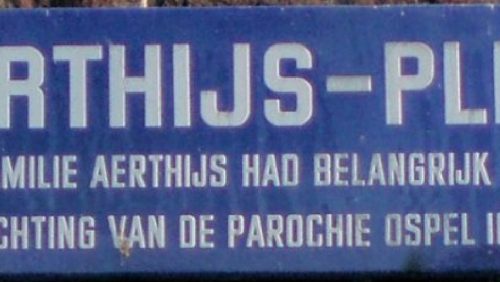 RTHIJS-PL
MILIE AERTHIJS HAD BELANGRIJK
CHTING VAN DE PAROCHIE OSPEL I